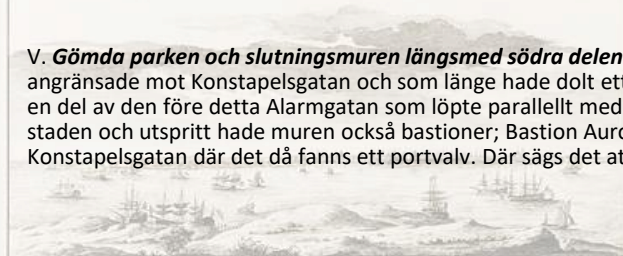 V. Gömda parken och slutningsmuren längsmed södra delen
angränsade mot Konstapelsgatan och som länge hade dolt ett
en del av den före detta Alarmgatan som löpte parallellt med
staden och utspritt hade muren också bastioner; Bastion Auro
Konstapelsgatan där det då fanns ett portvalv. Där sägs det at